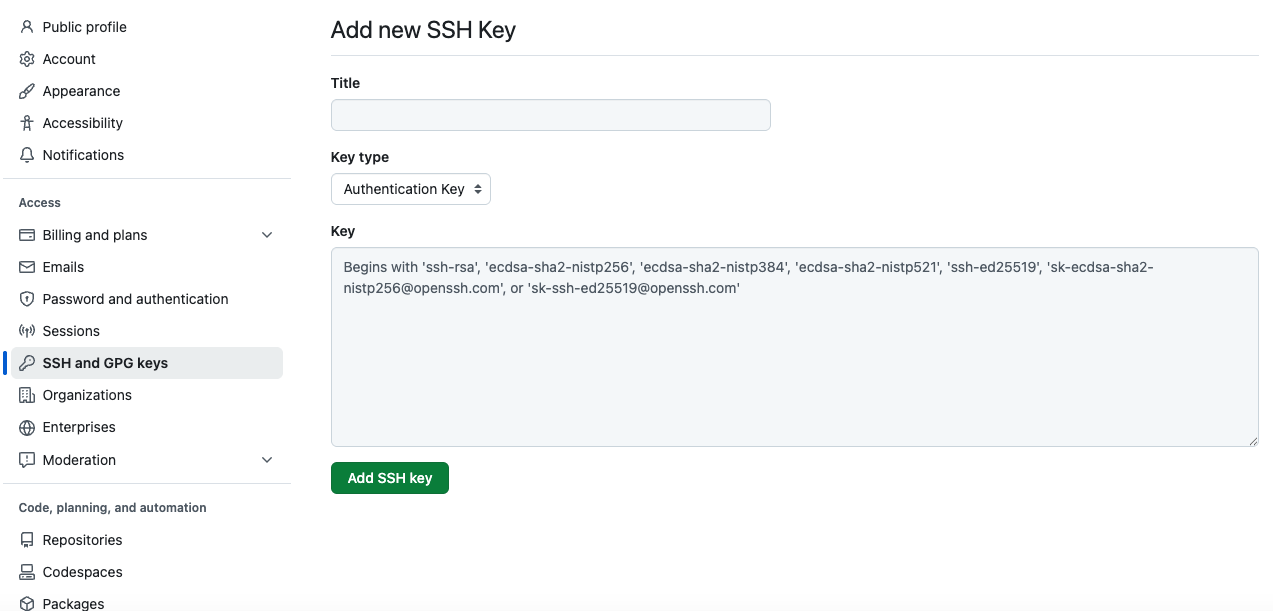 Public profile
Account
Appearance
Accessibility
Notifications
Access
Billing and plans
Emails
Password and authentication
Sessions
SSH and GPG keys
Organizations
Enterprises
Moderation
Code, planning, and automation
Repositories
Codespaces
Packages
Add new SSH Key
Title
Key type
Authentication Key
Key
Begins with 'ssh-rsa', 'ecdsa-sha2-nistp256', 'ecdsa-sha2-nistp384', 'ecdsa-sha2-nistp521', 'ssh-ed25519', 'sk-ecdsa-sha2-
nistp256@openssh.com', or 'sk-ssh-ed25519@openssh.com'
Add SSH key